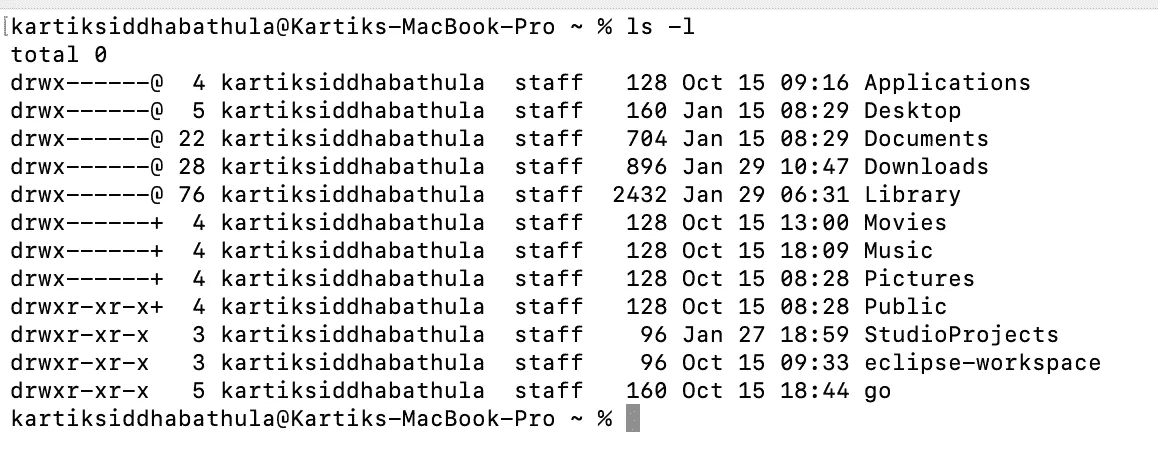 [kartiksiddhabathula@Kartiks-MacBook-Pro ~ % ls -l
total 0
drwx------@  4 kartiksiddhabathula  staff   128 Oct 15 09:16 Applications
drwx------@  5 kartiksiddhabathula  staff   160 Jan 15 08:29 Desktop
drwx------@ 22 kartiksiddhabathula  staff   704 Jan 15 08:29 Documents
drwx------@ 28 kartiksiddhabathula  staff   896 Jan 29 10:47 Downloads
drwx------@ 76 kartiksiddhabathula  staff  2432 Jan 29 06:31 Library
drwx------+  4 kartiksiddhabathula  staff   128 Oct 15 13:00 Movies
drwx------+  4 kartiksiddhabathula  staff   128 Oct 15 18:09 Music
drwx------+  4 kartiksiddhabathula  staff   128 Oct 15 08:28 Pictures
drwxr-xr-x+  4 kartiksiddhabathula  staff   128 Oct 15 08:28 Public
drwxr-xr-x   3 kartiksiddhabathula  staff    96 Jan 27 18:59 StudioProjects
drwxr-xr-x   3 kartiksiddhabathula  staff    96 Oct 15 09:33 eclipse-workspace
drwxr-xr-x   5 kartiksiddhabathula  staff   160 Oct 15 18:44 go
kartiksiddhabathula@Kartiks-MacBook-Pro ~ %